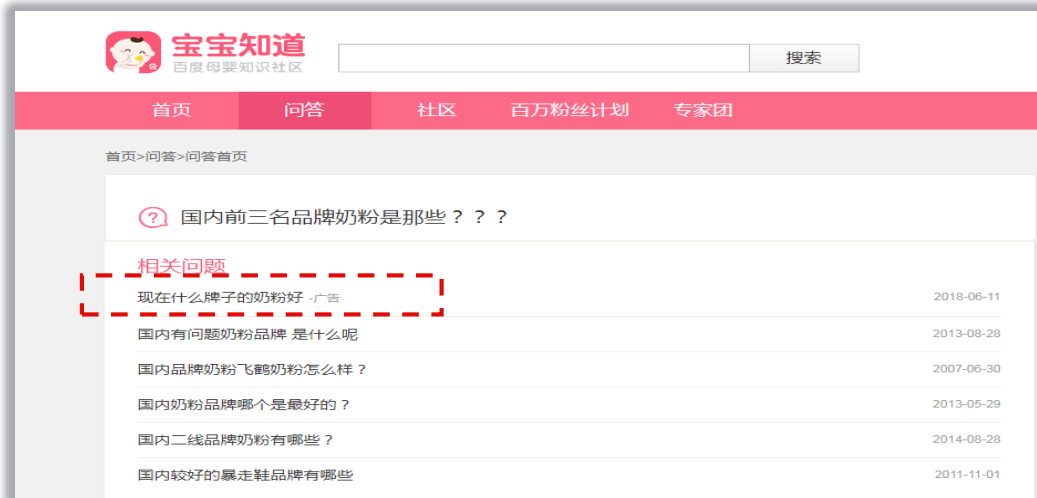 宝宝知道
百度母婴知识社区
搜索
首页 问答 社区 百万粉丝计划 专家团
首页>问答>问答首页
? 国内前三名品牌奶粉是那些？？？
相关问题
现在什么牌子的奶粉好 -广告 2018-06-11
国内有问题奶粉品牌 是什么呢 2013-08-28
国内品牌奶粉飞鹤奶粉怎么样？ 2007-06-30
国内奶粉品牌哪个是最好的？ 2013-05-29
国内二线品牌奶粉有哪些？ 2014-08-28
国内较好的暴走鞋品牌有哪些 2011-11-01